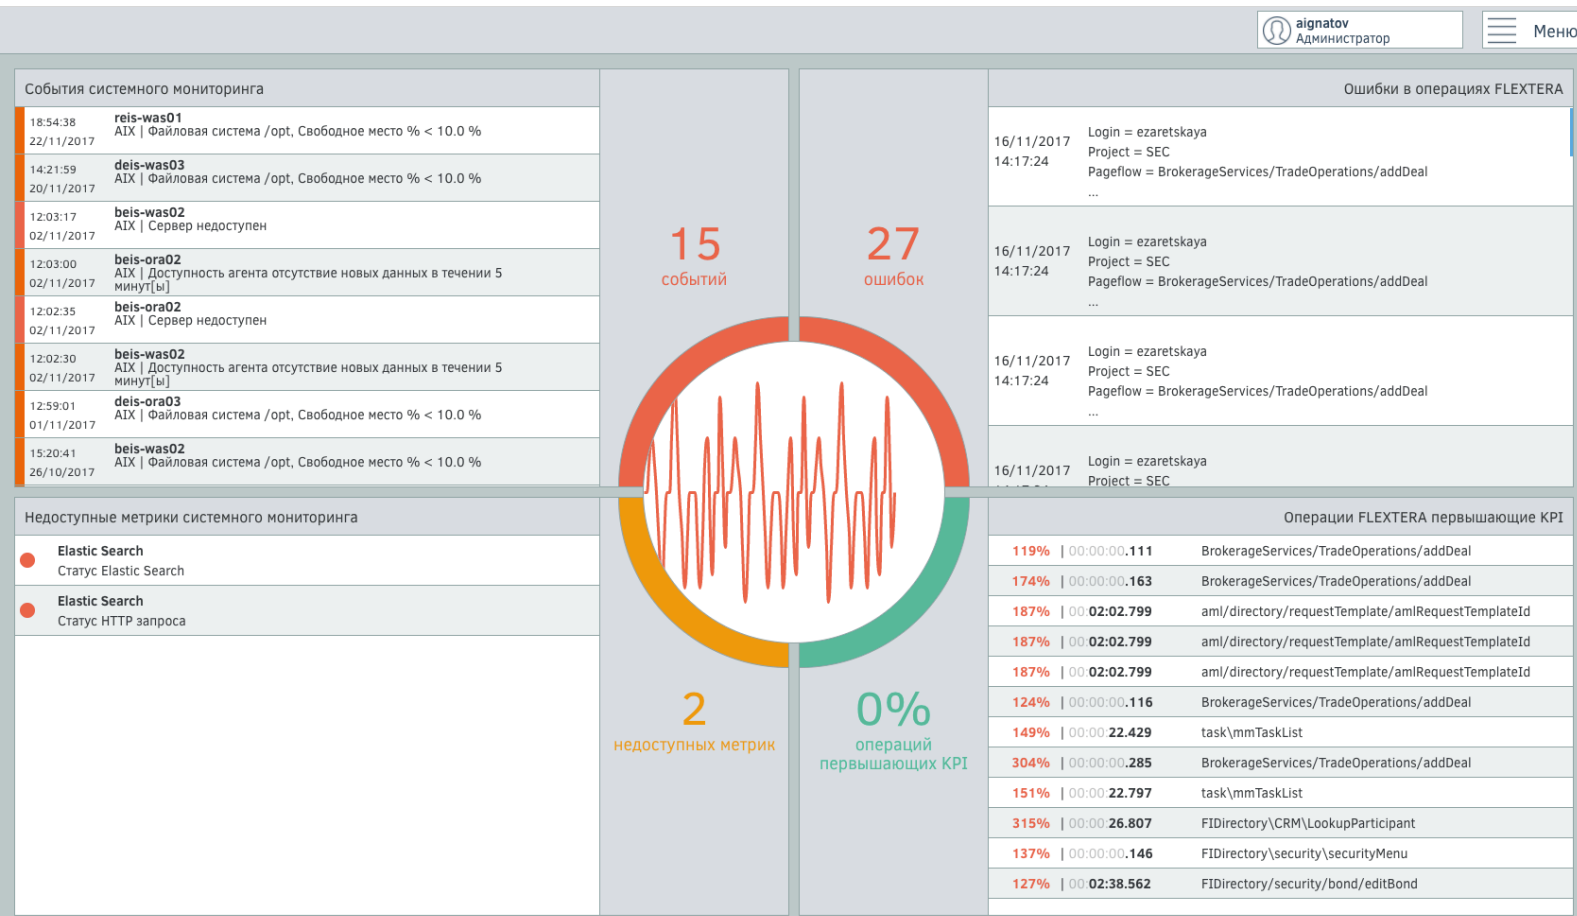 aignatov
Администратор
Меню
События системного мониторинга
18:54:38
22/11/2017
reis-was01
AIX | Файловая система /opt, Свободное место % < 10.0 %
14:21:59
20/11/2017
deis-was03
AIX | Файловая система /opt, Свободное место % < 10.0 %
12:03:17
02/11/2017
beis-was02
AIX | Сервер недоступен
12:03:00
02/11/2017
beis-ora02
AIX | Доступность агента отсутствие новых данных в течении 5
минут[ы]
12:02:35
02/11/2017
beis-ora02
AIX | Сервер недоступен
12:02:30
02/11/2017
beis-was02
AIX | Доступность агента отсутствие новых данных в течении 5
минут[ы]
12:59:01
01/11/2017
deis-ora03
AIX | Файловая система /opt, Свободное место % < 10.0 %
15:20:41
26/10/2017
beis-was02
AIX | Файловая система /opt, Свободное место % < 10.0 %
15
событий
27
ошибок
Ошибки в операциях FLEXTERA
16/11/2017
14:17:24
Login = ezaretskaya
Project = SEC
Pageflow = BrokerageServices/TradeOperations/addDeal
...
16/11/2017
14:17:24
Login = ezaretskaya
Project = SEC
Pageflow = BrokerageServices/TradeOperations/addDeal
...
16/11/2017
14:17:24
Login = ezaretskaya
Project = SEC
Pageflow = BrokerageServices/TradeOperations/addDeal
...
16/11/2017
Login = ezaretskaya
Project = SEC
Недоступные метрики системного мониторинга
Elastic Search
Статус Elastic Search
Elastic Search
Статус HTTP запроса
2
недоступных метрик
0%
операций
первышающих KPI
Операции FLEXTERA первышающие KPI
119% | 00:00:00.111 BrokerageServices/TradeOperations/addDeal
174% | 00:00:00.163 BrokerageServices/TradeOperations/addDeal
187% | 00:02:02.799 aml/directory/requestTemplate/amlRequestTemplateId
187% | 00:02:02.799 aml/directory/requestTemplate/amlRequestTemplateId
187% | 00:02:02.799 aml/directory/requestTemplate/amlRequestTemplateId
124% | 00:00:00.116 BrokerageServices/TradeOperations/addDeal
149% | 00:00:22.429 task\mmTaskList
304% | 00:00:00.285 BrokerageServices/TradeOperations/addDeal
151% | 00:00:22.797 task\mmTaskList
315% | 00:00:26.807 FIDirectory\CRM\LookupParticipant
137% | 00:00:00.146 FIDirectory\security\securityMenu
127% | 00:02:38.562 FIDirectory/security/bond/editBond